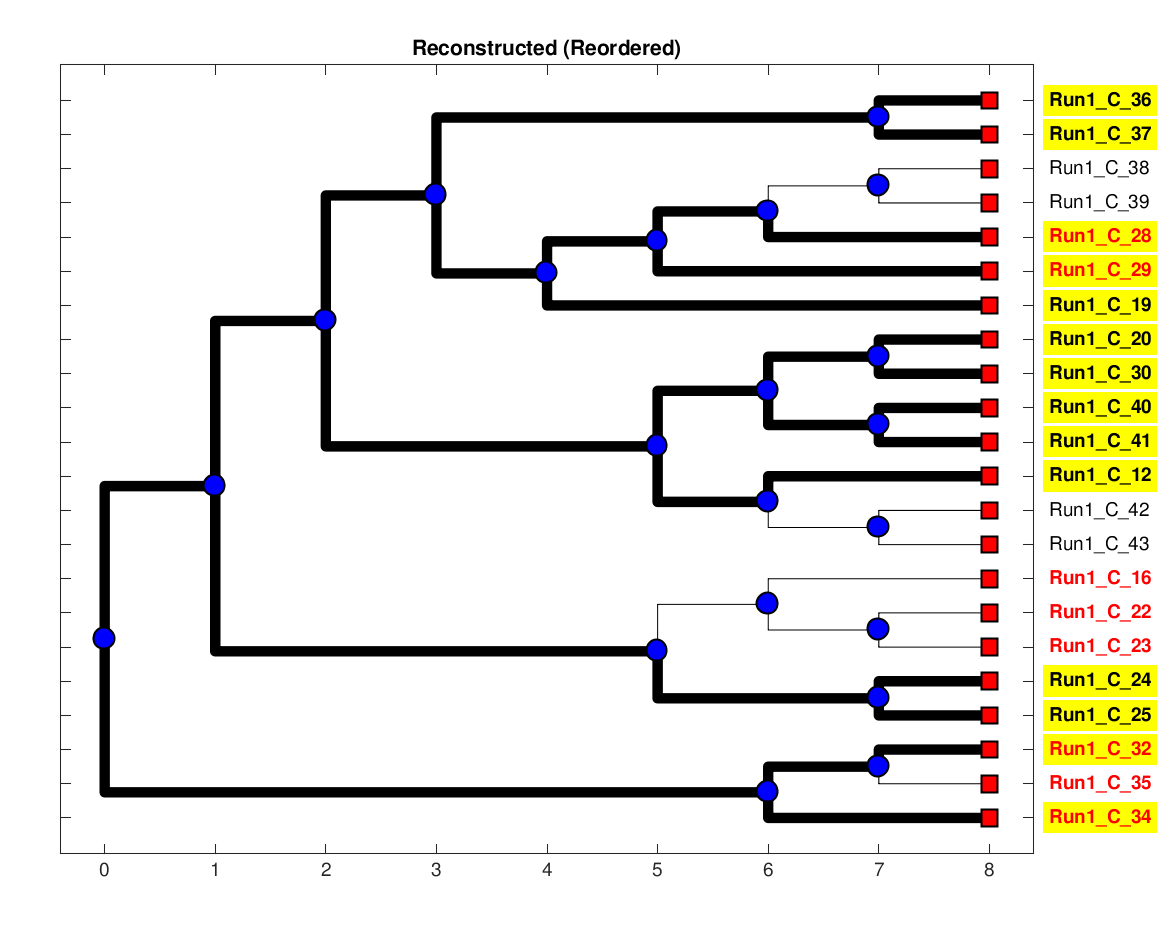 Reconstructed (Reordered)
Run1_C_36
Run1_C_37
Run1_C_38
Run1_C_39
Run1_C_28
Run1_C_29
Run1_C_19
Run1_C_20
Run1_C_30
Run1_C_40
Run1_C_41
Run1_C_12
Run1_C_42
Run1_C_43
Run1_C_16
Run1_C_22
Run1_C_23
Run1_C_24
Run1_C_25
Run1_C_32
Run1_C_35
Run1_C_34
0 1 2 3 4 5 6 7 8